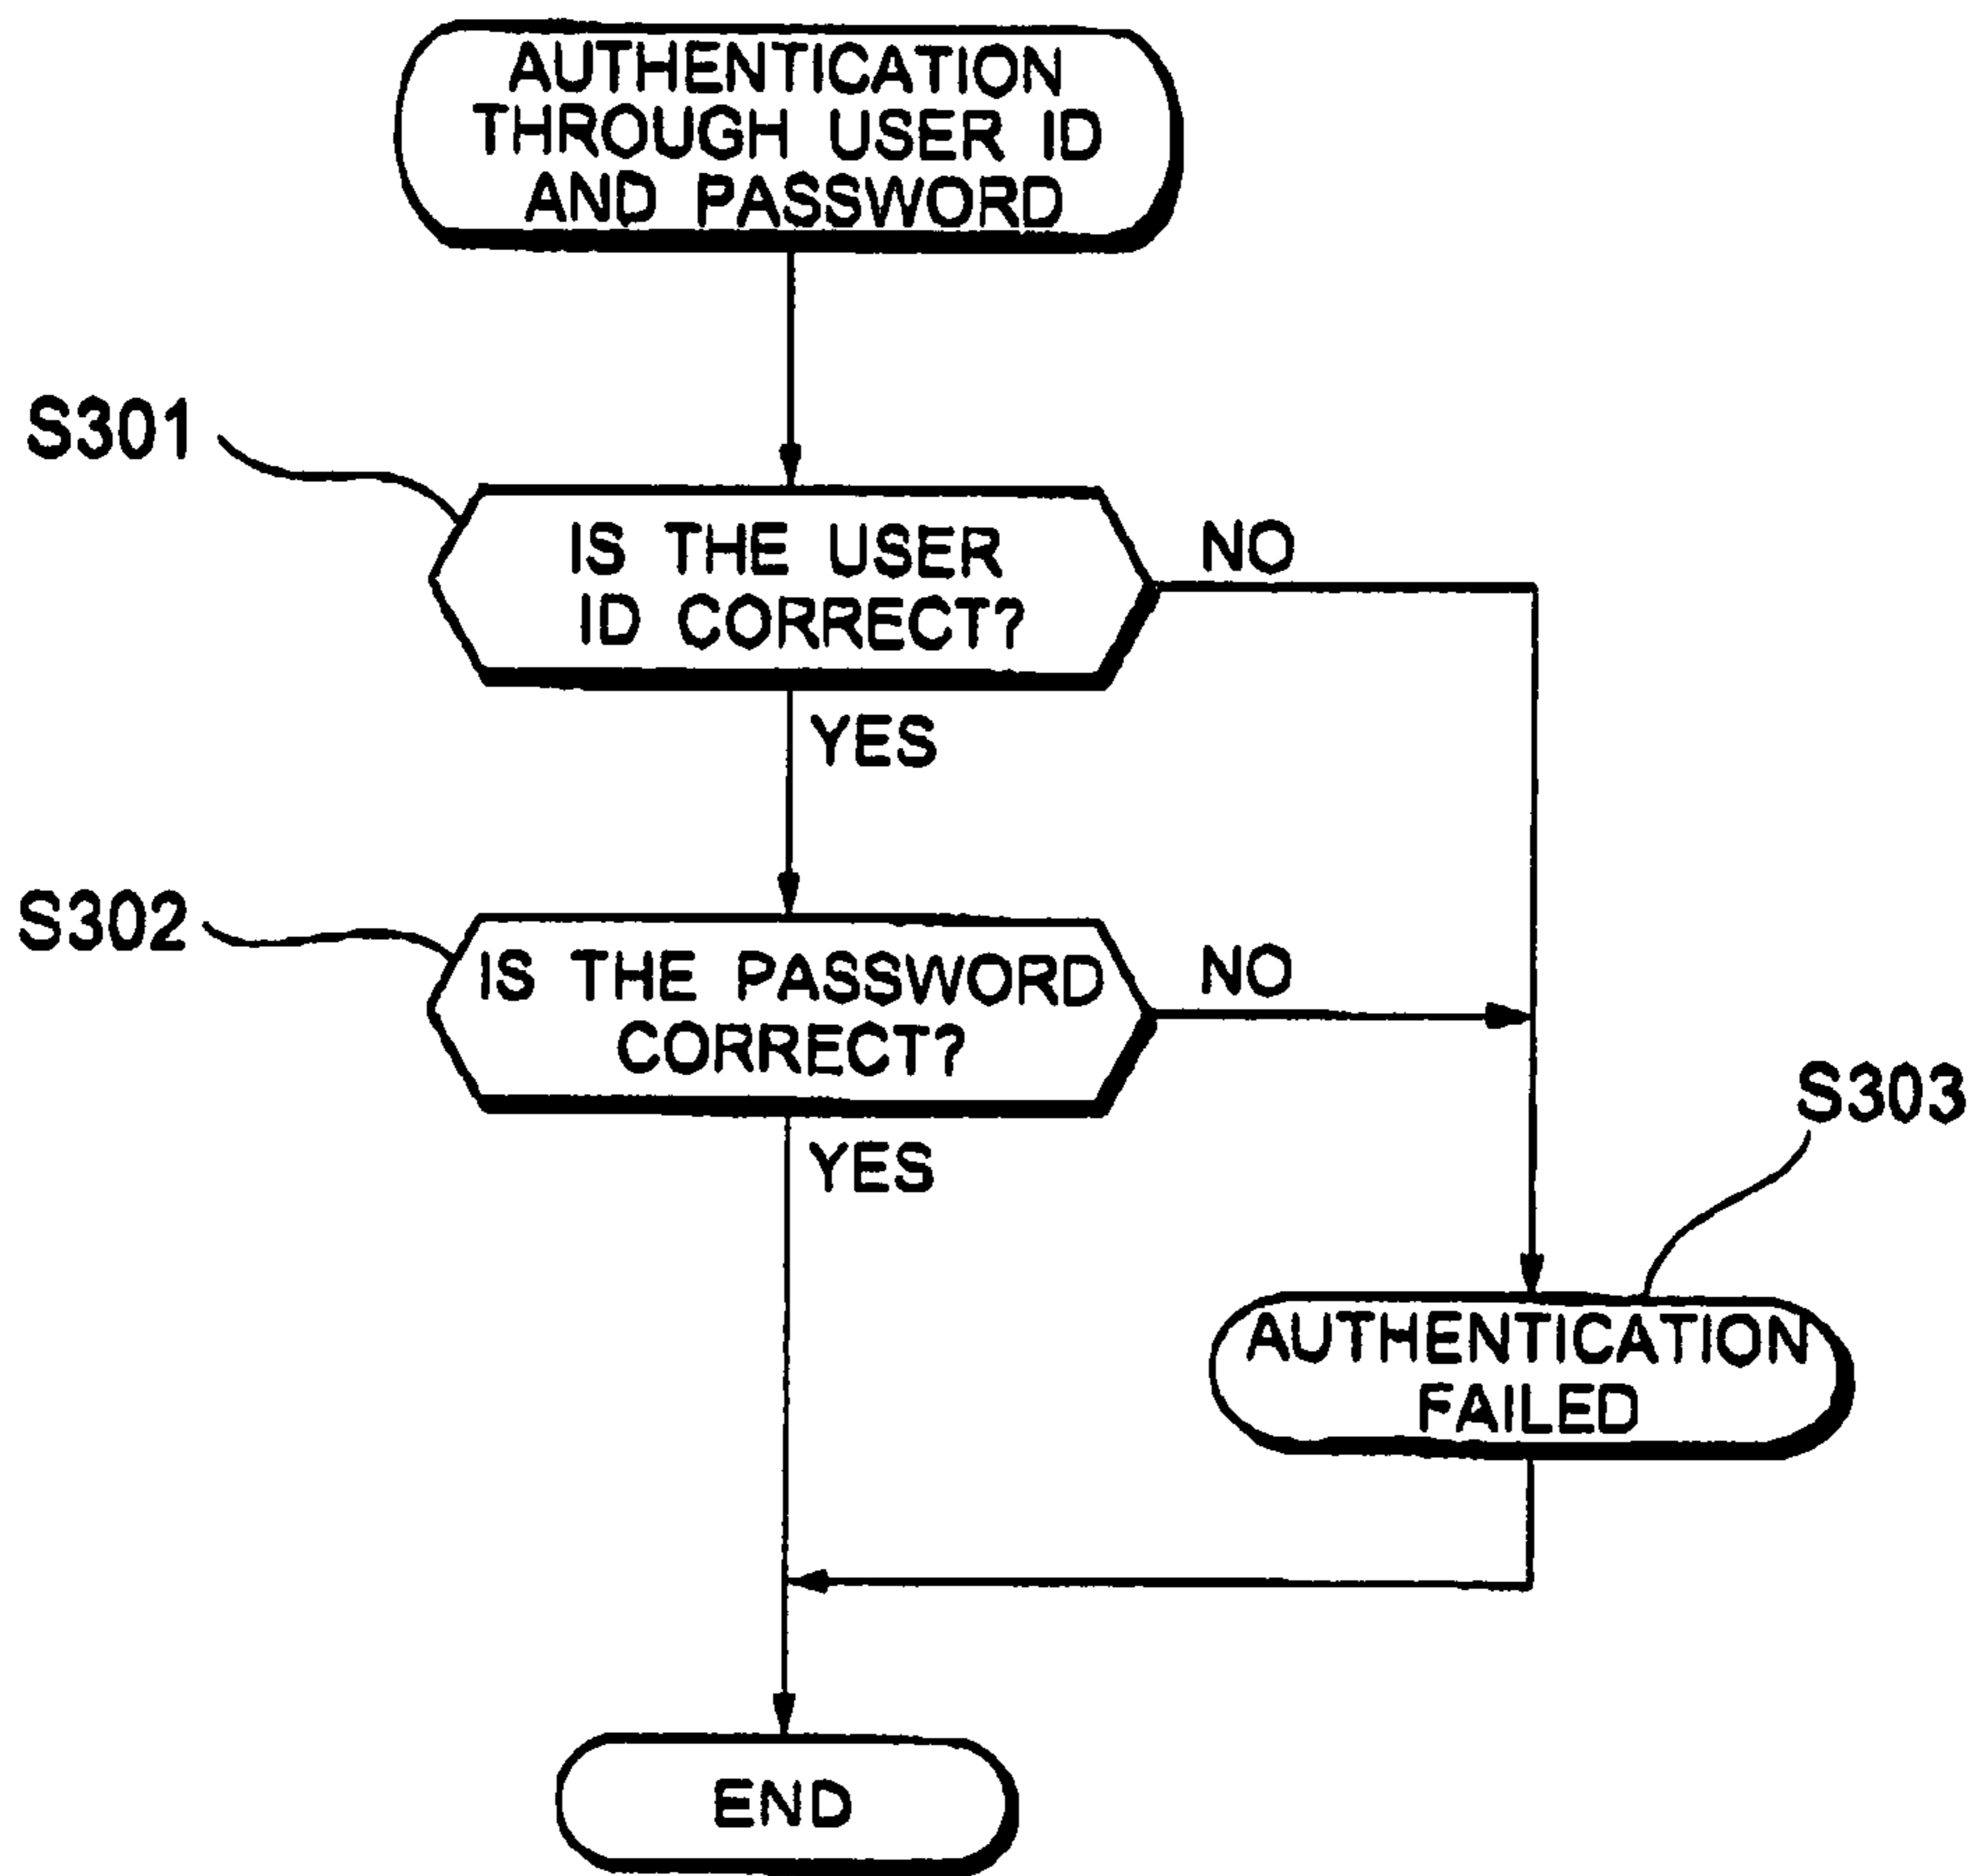 AUTHENTICATION
THROUGH USER ID
AND PASSWORD
S301
IS THE USER
ID CORRECT?
NO
YES
S302
IS THE PASSWORD
CORRECT?
NO
YES
S303
AUTHENTICATION
FAILED
END